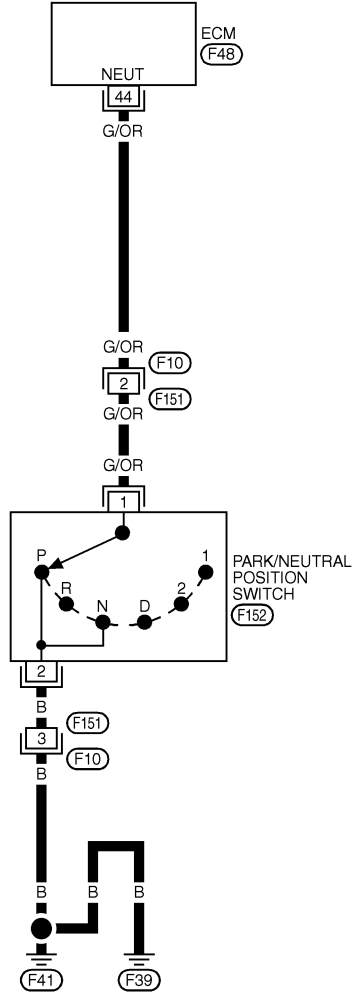 ECM
F48
NEUT
44
G/OR
G/OR
F10
2
F151
G/OR
G/OR
1
P
1
R
2
N
D
PARK/NEUTRAL
POSITION
SWITCH
F152
2
B
F151
3
F10
B
B
B
B
F41
F39